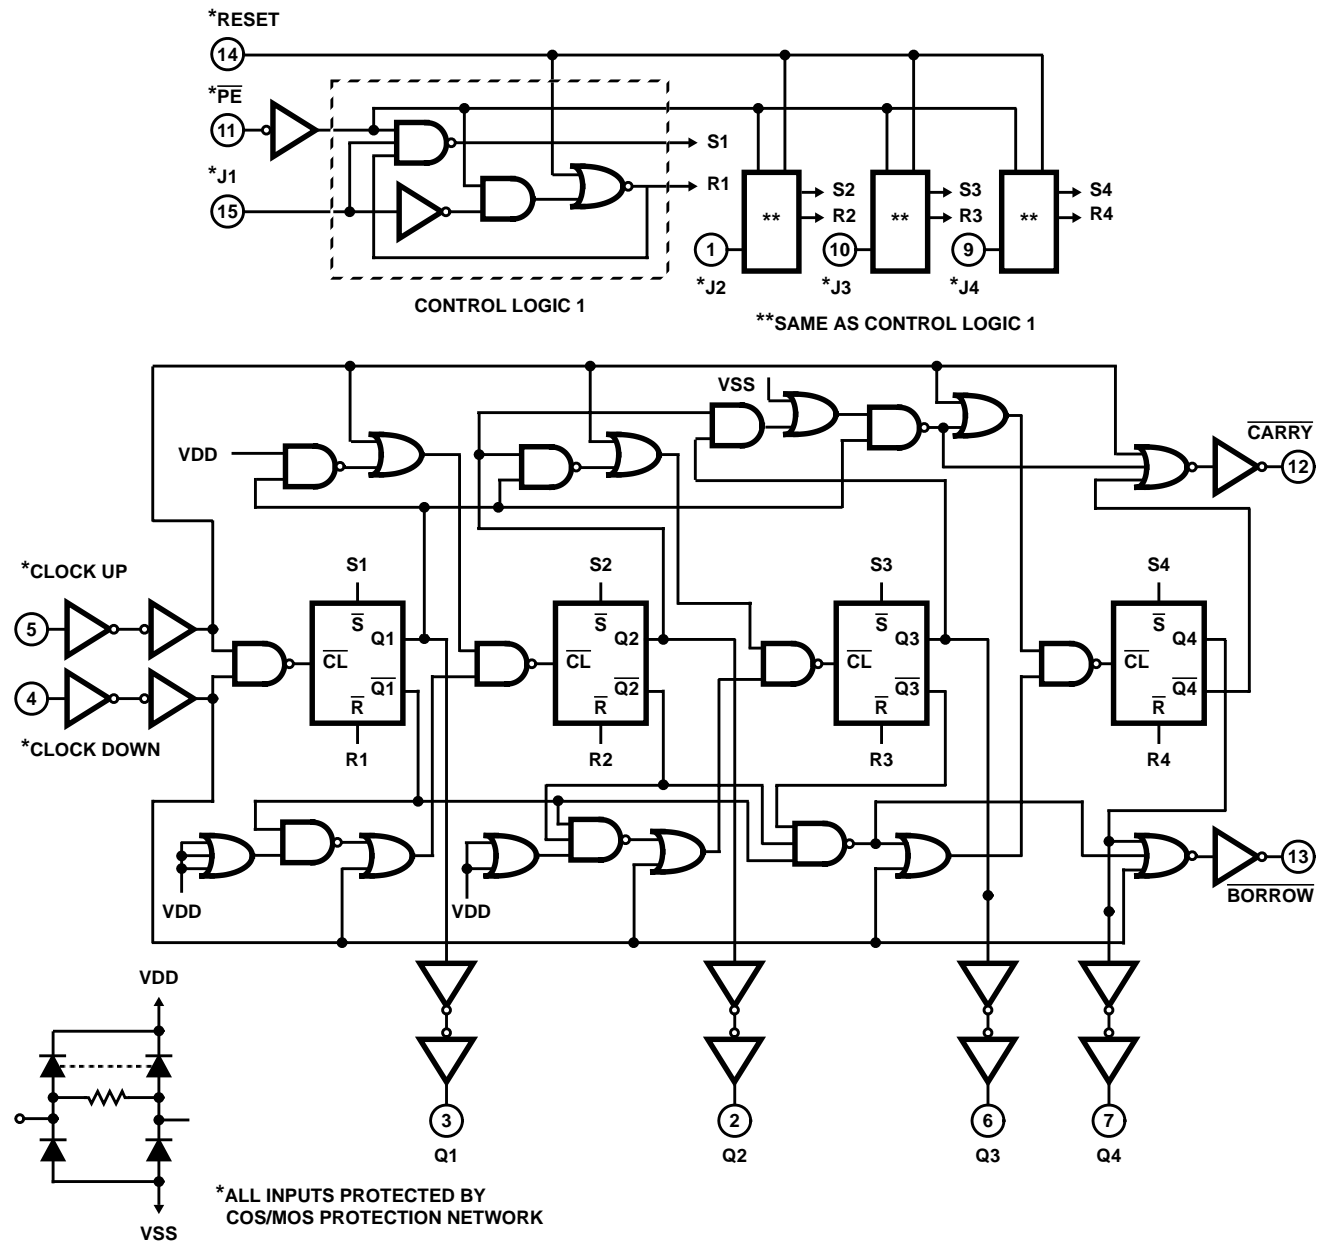 *RESET
14
*PE
11
*J1
15
S1
R1
**
S2
R2
**
S3
R3
**
S4
R4
1
10
9
*J2
*J3
*J4
CONTROL LOGIC 1
**SAME AS CONTROL LOGIC 1
VSS
VDD
CARRY
12
*CLOCK UP
5
4
*CLOCK DOWN
S1
S
Q1
CL
Q1
R
R1
S2
S
Q2
CL
Q2
R
R2
S3
S
Q3
CL
Q3
R
R3
S4
S
Q4
CL
Q4
R
R4
VDD
VDD
13
BORROW
VDD
VSS
3
Q1
2
Q2
6
Q3
7
Q4
*ALL INPUTS PROTECTED BY
COS/MOS PROTECTION NETWORK